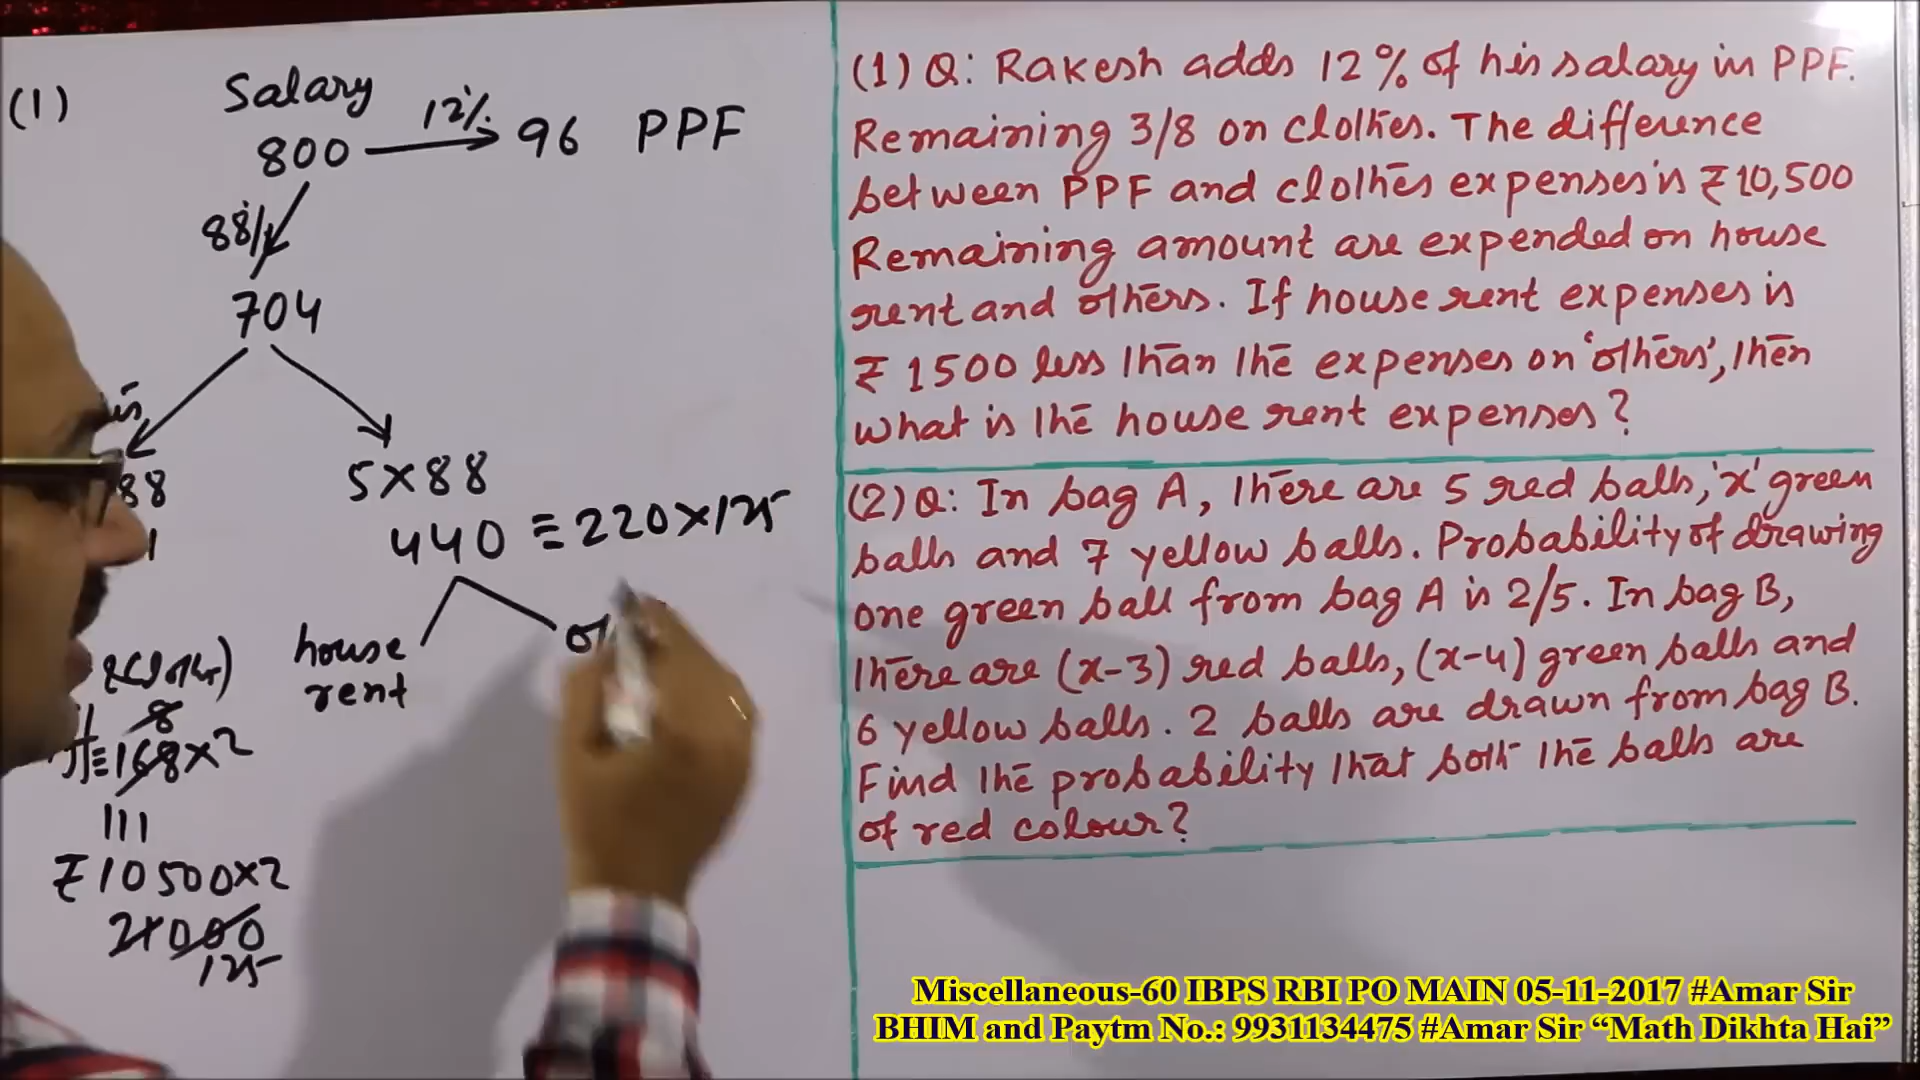 (1)
Salary
800 12% 96 PPF
88%
704
88
5×88
440 ≡ 220×125
house
rent
8
≡168×2
111
₹10500×2
21000
125
(1) Q: Rakesh adds 12% of his salary in PPF.
Remaining 3/8 on clothes. The difference
between PPF and clothes expenses is ₹10,500
Remaining amount are expended on house
rent and others. If house rent expenses is
₹ 1500 less than the expenses on 'others', then
what is the house rent expenses?
(2) Q: In bag A, there are 5 red balls, 'x' green
balls and 7 yellow balls. Probability of drawing
one green ball from bag A is 2/5. In bag B,
there are (x-3) red balls, (x-4) green balls and
6 yellow balls. 2 balls are drawn from bag B.
Find the probability that both the balls are
of red colour?
Miscellaneous-60 IBPS RBI PO MAIN 05-11-2017 #Amar Sir
BHIM and Paytm No.: 9931134475 #Amar Sir “Math Dikhta Hai”